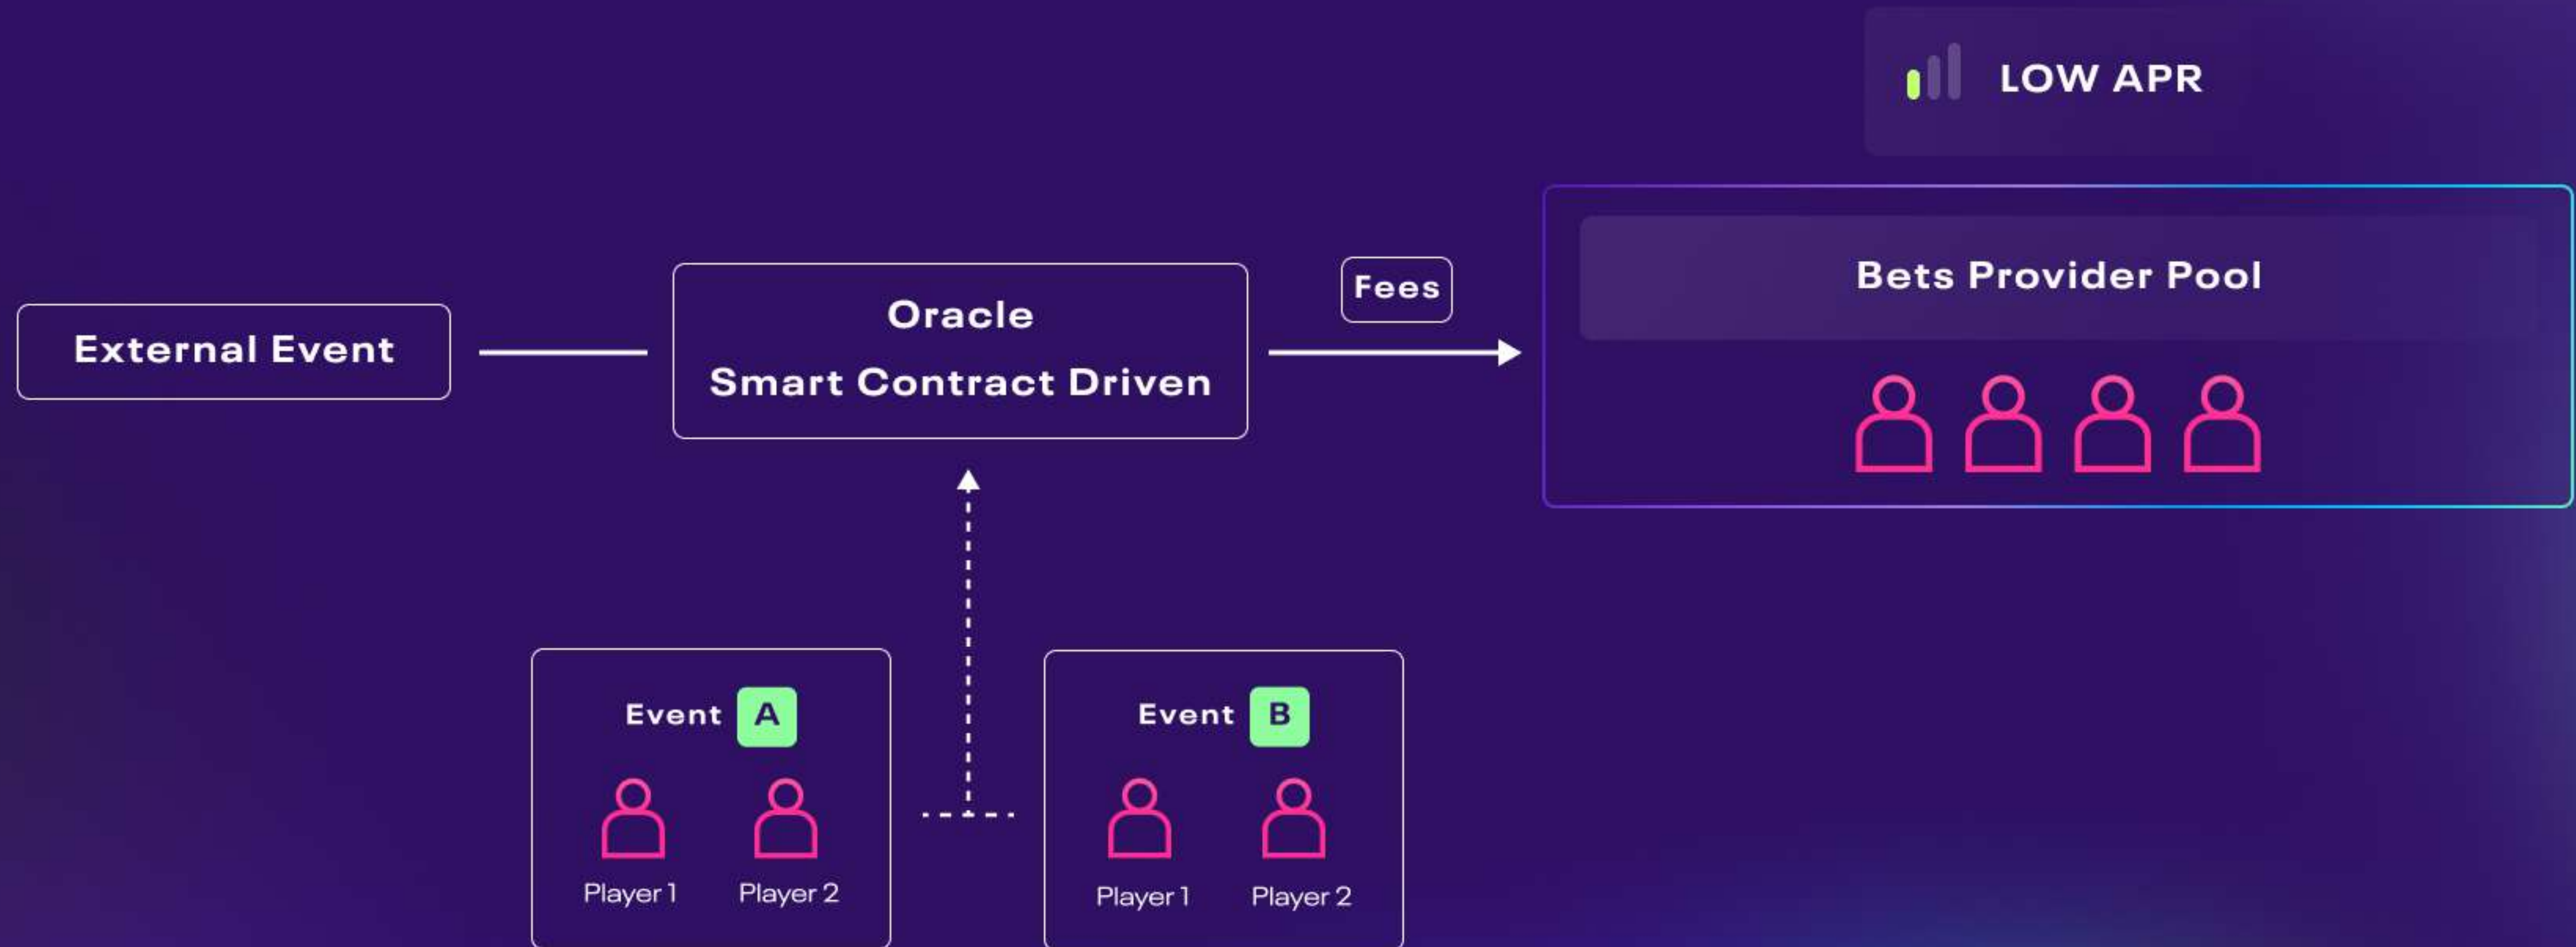 LOW APR
External Event
Oracle
Smart Contract Driven
Fees
Bets Provider Pool
Event A
Player 1 Player 2
Event B
Player 1 Player 2